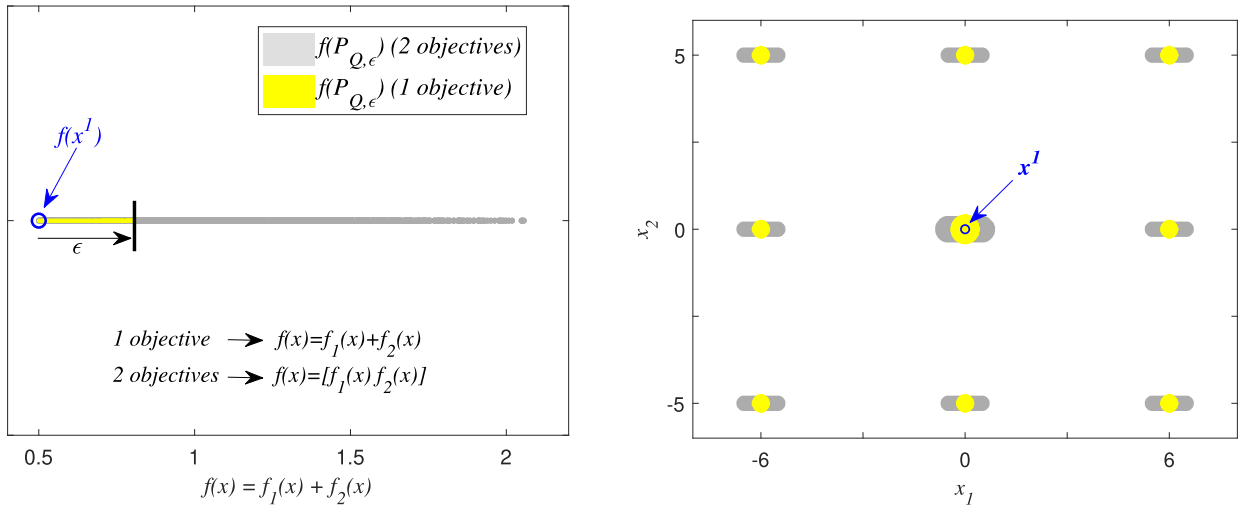 f(P_{Q,ϵ}) (2 objectives)
f(P_{Q,ϵ}) (1 objective)
f(x^1)
ϵ
1 objective → f(x)=f_1(x)+f_2(x)
2 objectives → f(x)=[f_1(x) f_2(x)]
0.5 1 1.5 2
f(x) = f_1(x) + f_2(x)
5
x^1
0
x_2
-5
-6 0 6
x_1